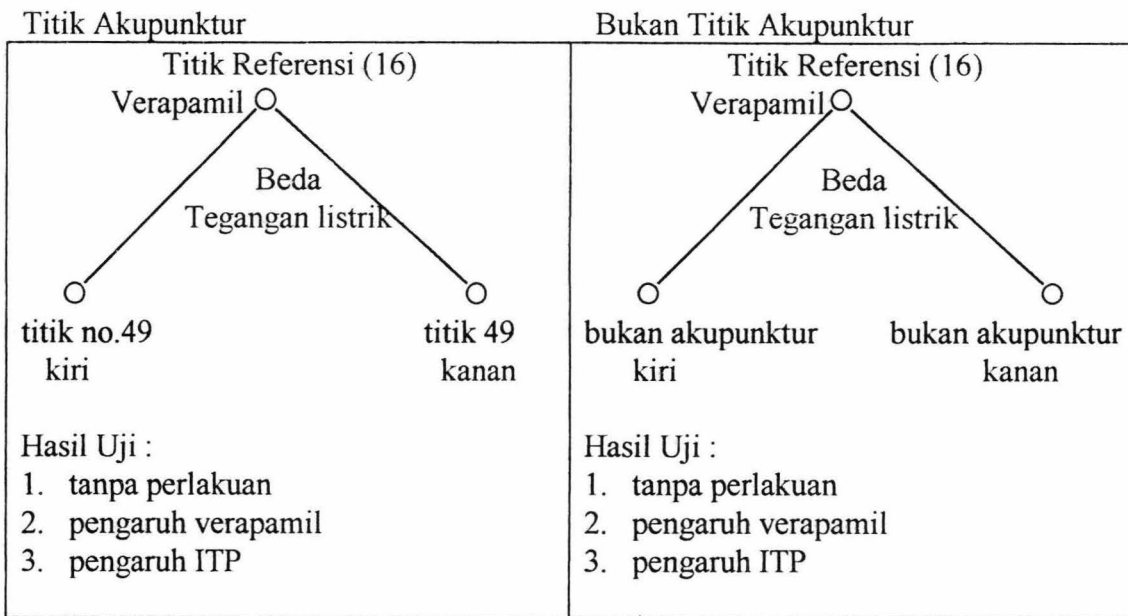 Titik Akupunktur
Titik Referensi (16)
Verapamil
Beda
Tegangan listrik
titik no.49 titik 49
kiri kanan
Hasil Uji :
1. tanpa perlakuan
2. pengaruh verapamil
3. pengaruh ITP
Bukan Titik Akupunktur
Titik Referensi (16)
Verapamil
Beda
Tegangan listrik
bukan akupunktur bukan akupunktur
kiri kanan
Hasil Uji :
1. tanpa perlakuan
2. pengaruh verapamil
3. pengaruh ITP